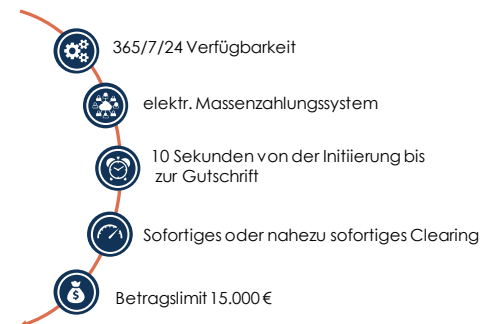 365/7/24 Verfügbarkeit
elektr. Massenzahlungssystem
10 Sekunden von der Initiierung bis
zur Gutschrift
Sofortiges oder nahezu sofortiges Clearing
Betragslimit 15.000 €